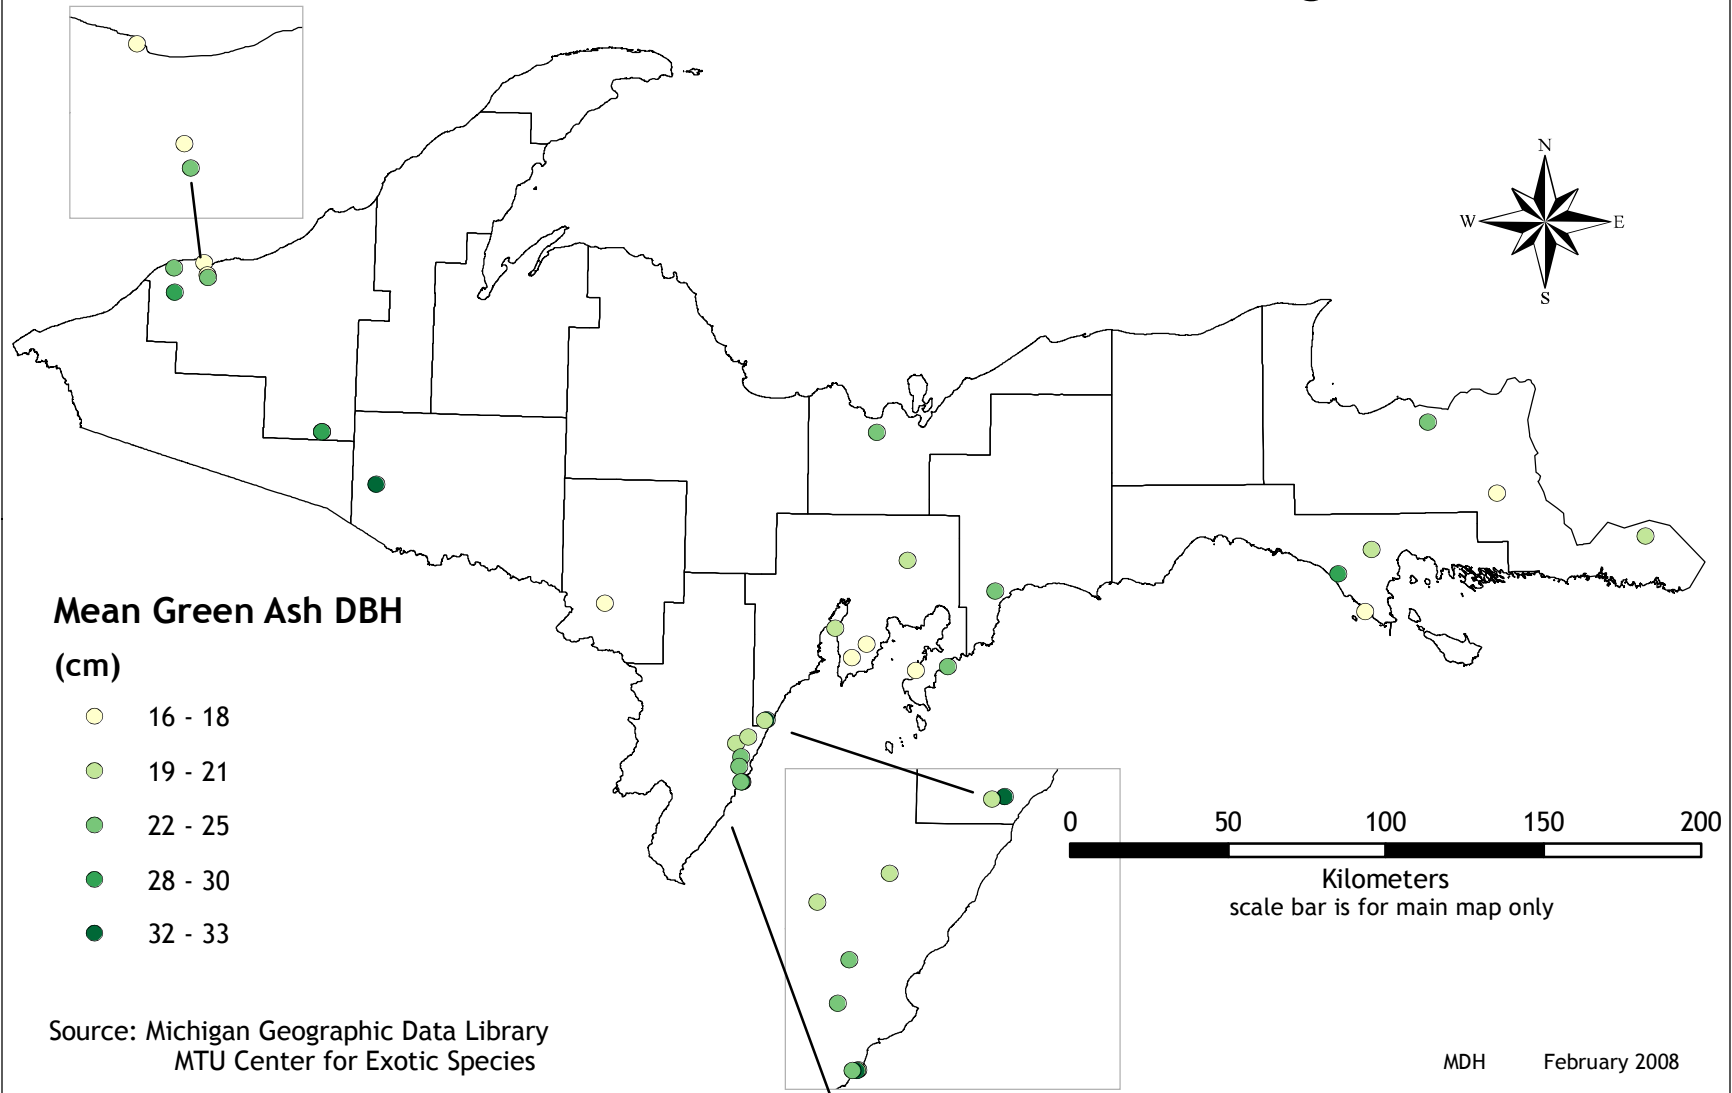 N
W E
S
Mean Green Ash DBH
(cm)
16 - 18
19 - 21
22 - 25
28 - 30
32 - 33
0 50 100 150 200
Kilometers
scale bar is for main map only
Source: Michigan Geographic Data Library
MTU Center for Exotic Species
MDH February 2008